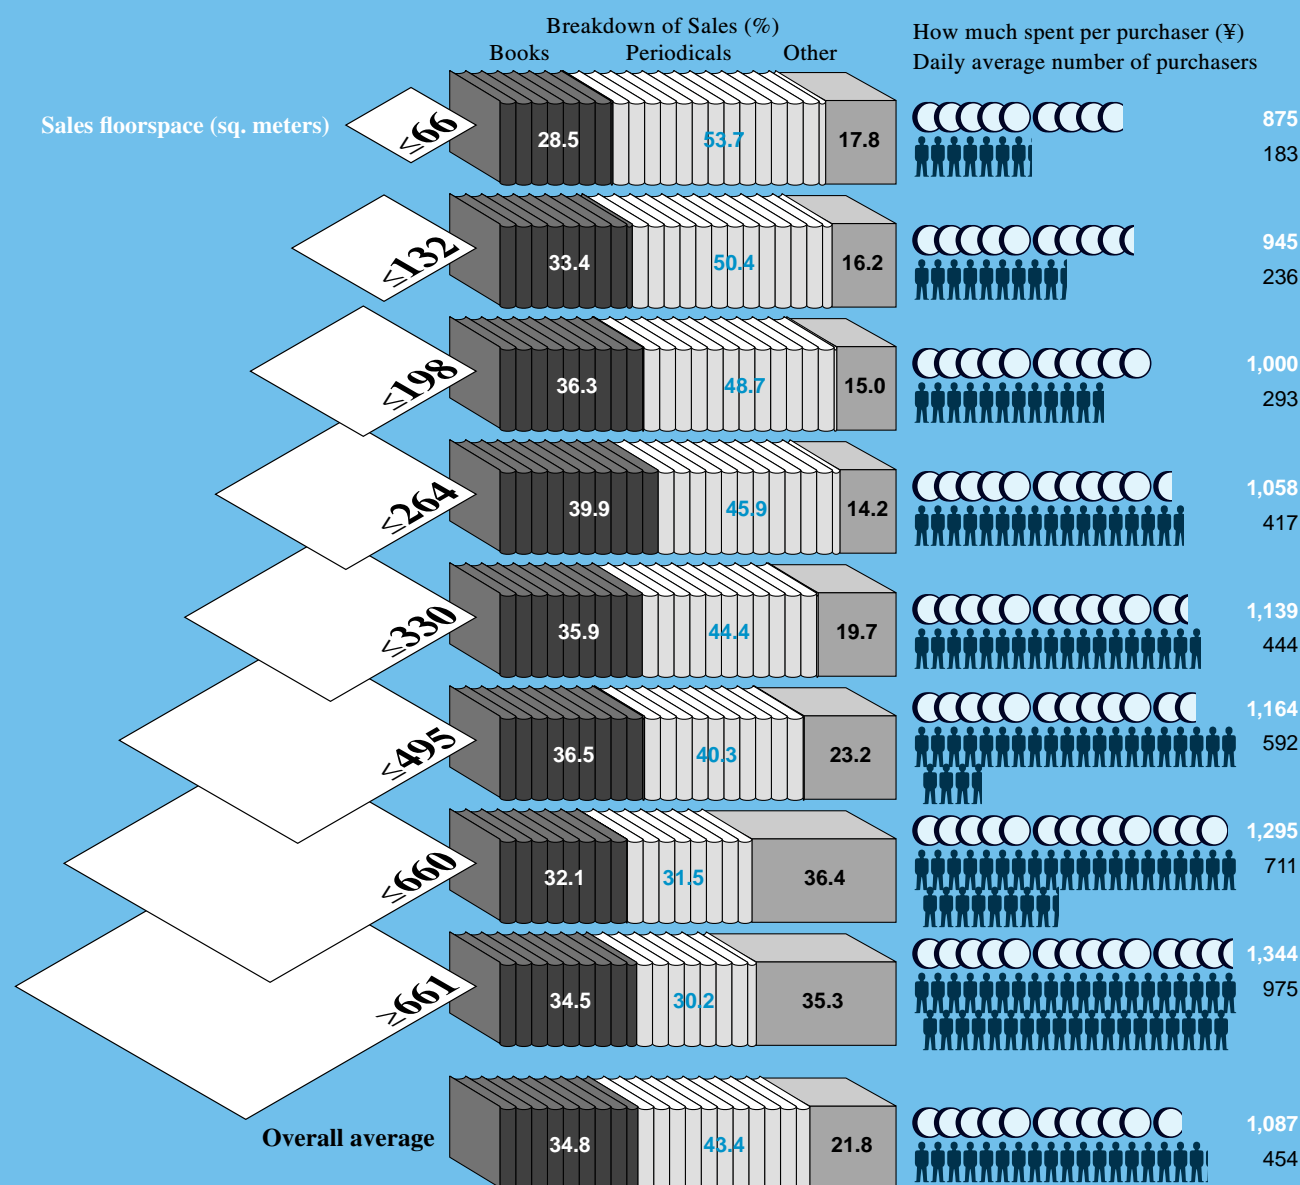 Breakdown of Sales (%)
Books Periodicals Other
How much spent per purchaser (¥)
Daily average number of purchasers
Sales floorspace (sq. meters)
≤66 28.5 53.7 17.8 875
183
≤132 33.4 50.4 16.2 945
236
≤198 36.3 48.7 15.0 1,000
293
≤264 39.9 45.9 14.2 1,058
417
≤330 35.9 44.4 19.7 1,139
444
≤495 36.5 40.3 23.2 1,164
592
≤660 32.1 31.5 36.4 1,295
711
≥661 34.5 30.2 35.3 1,344
975
Overall average 34.8 43.4 21.8 1,087
454